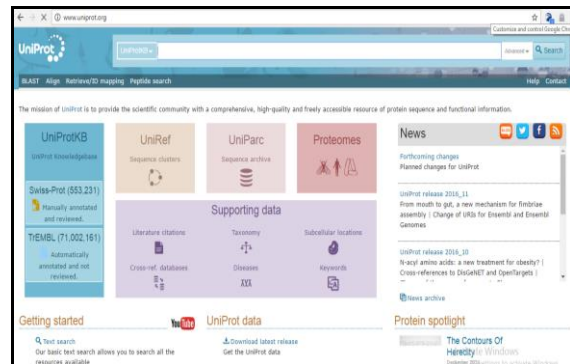 www.uniprot.org
Customize and control Google Chro
UniProt
UniProtKB
Advanced
Search
BLAST Align Retrieve/ID mapping Peptide search
Help Contact
The mission of UniProt is to provide the scientific community with a comprehensive, high-quality and freely accessible resource of protein sequence and functional information.
UniProtKB
UniProt Knowledgebase
Swiss-Prot (553,231)
Manually annotated
and reviewed.
TrEMBL (71,002,161)
Automatically
annotated and not
reviewed.
UniRef
Sequence clusters
UniParc
Sequence archive
Proteomes
Supporting data
Literature citations
Taxonomy
Subcellular locations
Cross-ref. databases
Diseases
Keywords
News
Forthcoming changes
Planned changes for UniProt
UniProt release 2016_11
From mouth to gut, a new mechanism for fimbriae
assembly | Change of URIs for Ensembl and Ensembl
Genomes
UniProt release 2016_10
N-acyl amino acids: a new treatment for obesity? |
Cross-references to DisGeNET and OpenTargets |
News archive
Getting started
YouTube
Text search
Our basic text search allows you to search all the
resources available
UniProt data
Download latest release
Get the UniProt data
Protein spotlight
The Contours Of
Heredity